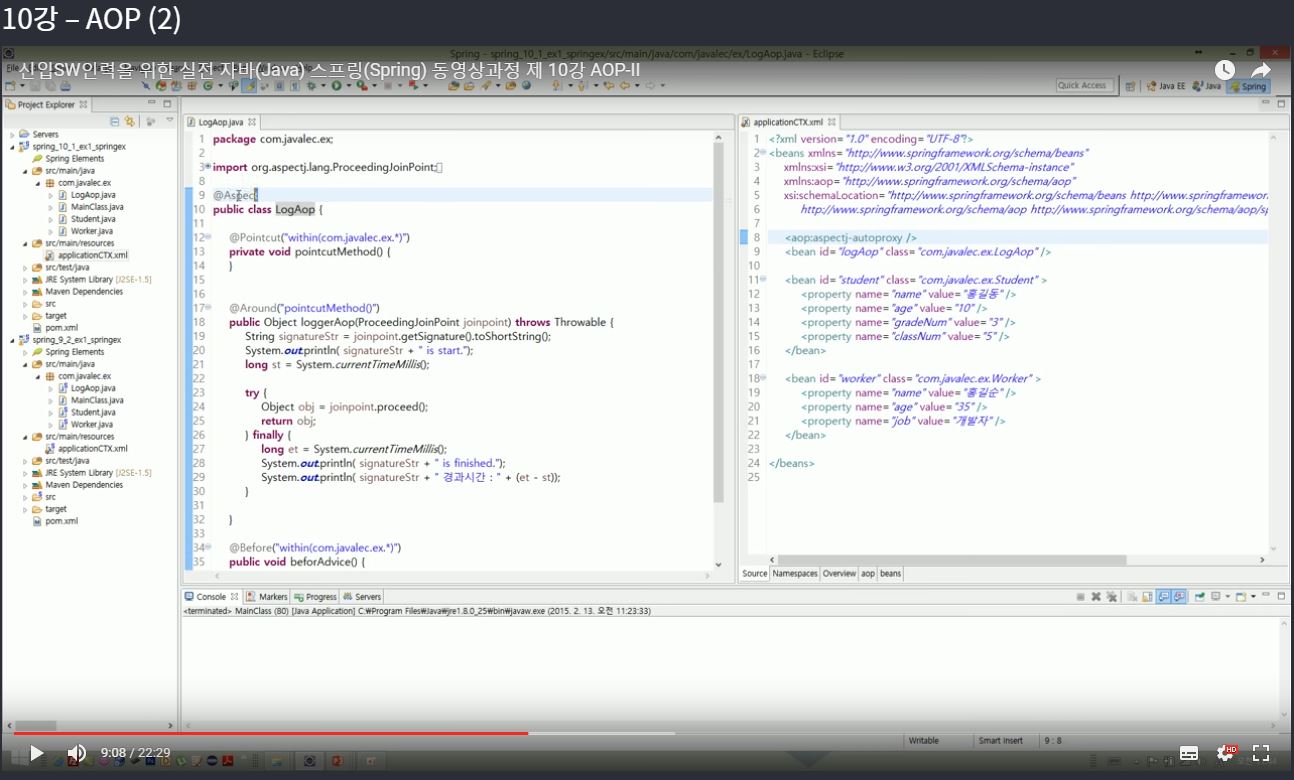 10강 – AOP (2)
Spring - spring_10_1_ex1_springex/src/main/java/com/javalec/ex/LogAop.java - Eclipse
신입SW인력을 위한 실전 자바(Java) 스프링(Spring) 동영상과정 제 10강 AOP-II
Quick Access
Java EE
Java
Spring
Project Explorer
Servers
spring_10_1_ex1_springex
Spring Elements
src/main/java
com.javalec.ex
LogAop.java
MainClass.java
Student.java
Worker.java
src/main/resources
applicationCTX.xml
src/test/java
JRE System Library [J2SE-1.5]
Maven Dependencies
src
target
pom.xml
spring_9_2_ex1_springex
Spring Elements
src/main/java
com.javalec.ex
LogAop.java
MainClass.java
Student.java
Worker.java
src/main/resources
applicationCTX.xml
src/test/java
JRE System Library [J2SE-1.5]
Maven Dependencies
src
target
pom.xml
LogAop.java
1 package com.javalec.ex;
2
3 import org.aspectj.lang.ProceedingJoinPoint;
8
9 @Aspect
10 public class LogAop {
11
12 @Pointcut("within(com.javalec.ex.*)")
13 private void pointcutMethod() {
14 }
15
16
17 @Around("pointcutMethod()")
18 public Object loggerAop(ProceedingJoinPoint joinpoint) throws Throwable {
19 String signatureStr = joinpoint.getSignature().toShortString();
20 System.out.println( signatureStr + " is start.");
21 long st = System.currentTimeMillis();
22
23 try {
24 Object obj = joinpoint.proceed();
25 return obj;
26 } finally {
27 long et = System.currentTimeMillis();
28 System.out.println( signatureStr + " is finished.");
29 System.out.println( signatureStr + " 경과시간 : " + (et - st));
30 }
31
32 }
33
34 @Before("within(com.javalec.ex.*)")
35 public void beforAdvice() {
applicationCTX.xml
1 <?xml version="1.0" encoding="UTF-8"?>
2 <beans xmlns="http://www.springframework.org/schema/beans"
3 xmlns:xsi="http://www.w3.org/2001/XMLSchema-instance"
4 xmlns:aop="http://www.springframework.org/schema/aop"
5 xsi:schemaLocation="http://www.springframework.org/schema/beans http://www.springframework
6 http://www.springframework.org/schema/aop http://www.springframework.org/schema/aop/sp
7
8 <aop:aspectj-autoproxy />
9 <bean id="logAop" class="com.javalec.ex.LogAop" />
10
11 <bean id="student" class="com.javalec.ex.Student" >
12 <property name="name" value="홍길동" />
13 <property name="age" value="10" />
14 <property name="gradeNum" value="3" />
15 <property name="classNum" value="5" />
16 </bean>
17
18 <bean id="worker" class="com.javalec.ex.Worker" >
19 <property name="name" value="홍길순" />
20 <property name="age" value="35" />
21 <property name="job" value="개발자" />
22 </bean>
23
24 </beans>
25
Source Namespaces Overview aop beans
Console Markers Progress Servers
<terminated> MainClass (80) [Java Application] C:₩Program Files₩Java₩jre1.8.0_25₩bin₩javaw.exe (2015. 2. 13. 오전 11:23:33)
Writable Smart Insert 9 : 8
9:08 / 22:29
HD